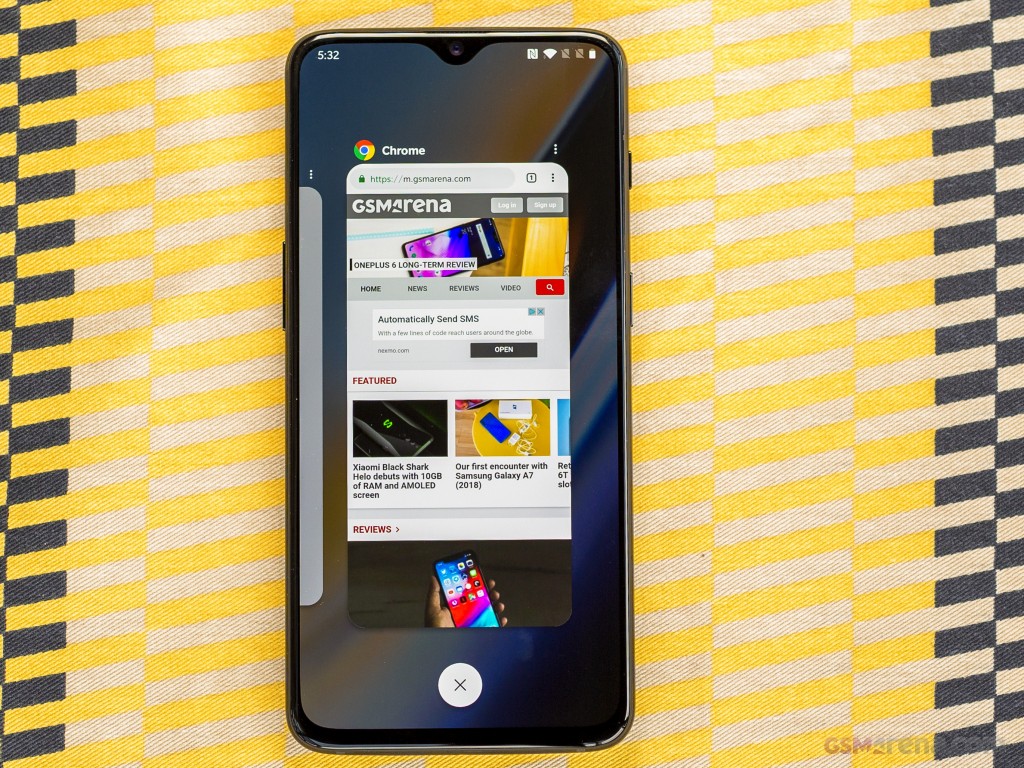 5:32
Chrome
https://m.gsmarena.com
1
GSMArena
Log in
Sign up
ONEPLUS 6 LONG-TERM REVIEW
HOME
NEWS
REVIEWS
VIDEO
Automatically Send SMS
With a few lines of code reach users around the globe.
nexmo.com
OPEN
FEATURED
Xiaomi Black Shark
Helo debuts with 10GB
of RAM and AMOLED
screen
Our first encounter with
Samsung Galaxy A7
(2018)
6T
REVIEWS
GSMArena